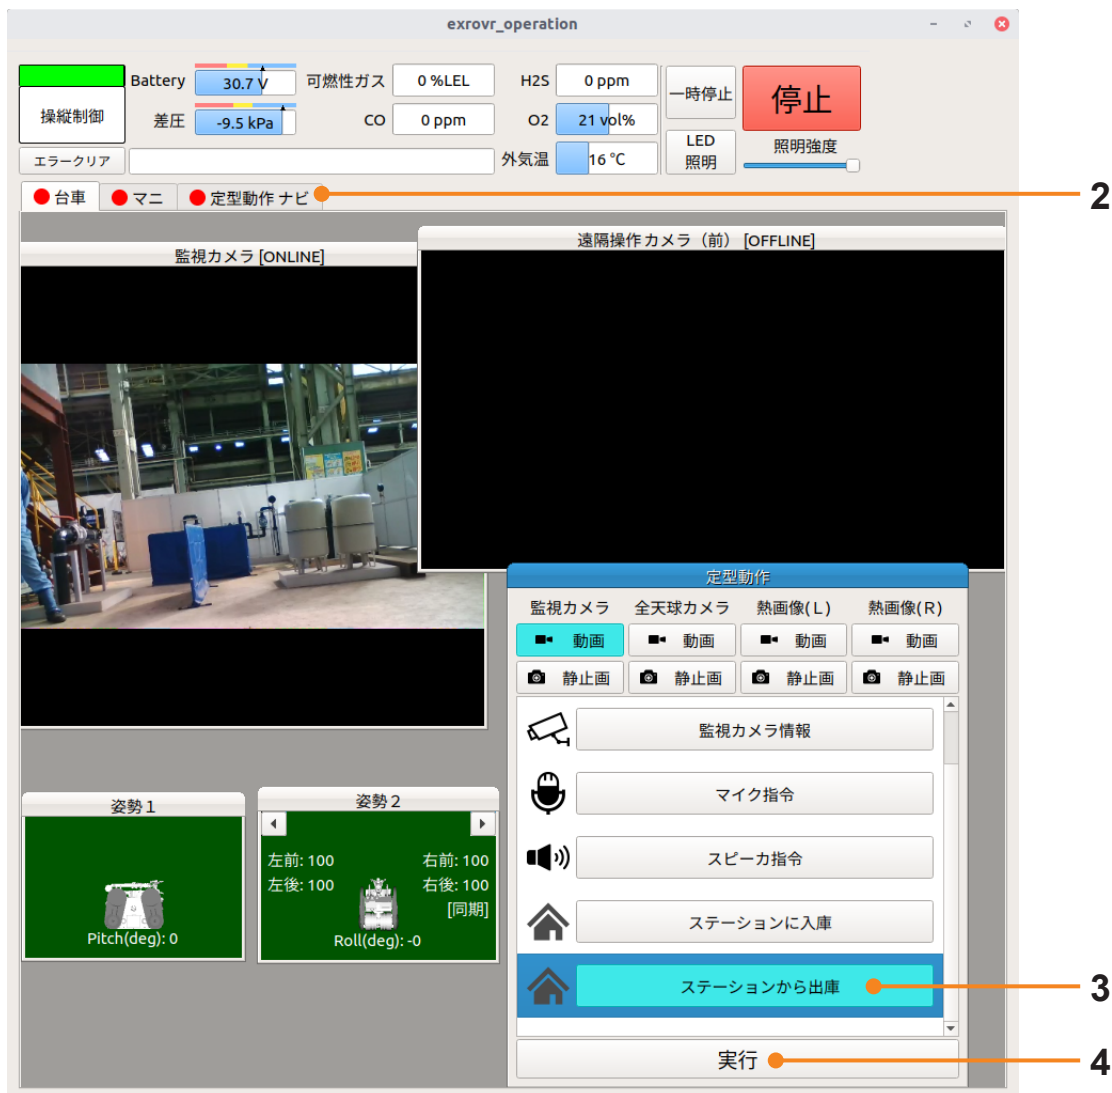 exrovr_operation
Battery 30.7 V 可燃性ガス 0 %LEL H2S 0 ppm 一時停止 停止
操縦制御 差圧 -9.5 kPa CO 0 ppm O2 21 vol% LED 照明 照明強度
エラークリア 外気温 16 °C
台車 マニ 定型動作 ナビ 2
遠隔操作カメラ（前） [OFFLINE]
監視カメラ [ONLINE]
定型動作
監視カメラ 全天球カメラ 熱画像(L) 熱画像(R)
動画 動画 動画 動画
静止画 静止画 静止画 静止画
監視カメラ情報
マイク指令
スピーカ指令
ステーションに入庫
ステーションから出庫 3
実行 4
姿勢１
Pitch(deg): 0
姿勢２
左前: 100 右前: 100
左後: 100 右後: 100
[同期]
Roll(deg): -0